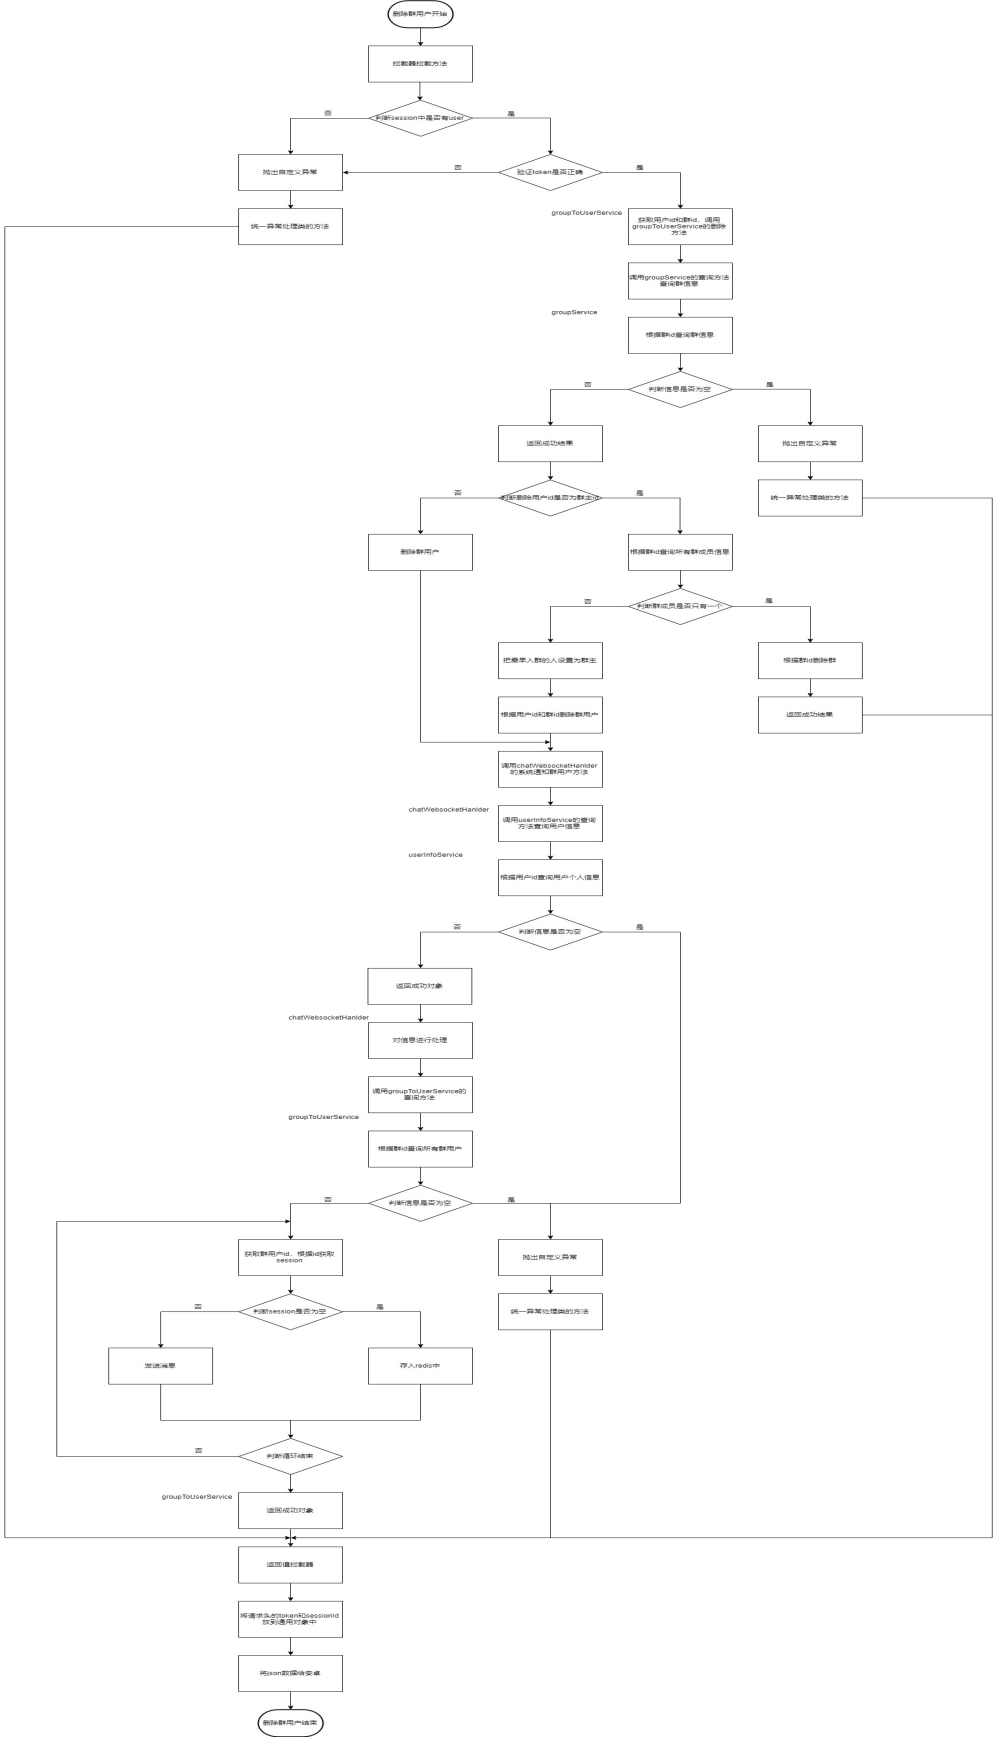 删除群用户开始
拦截器拦截方法
判断session中是否有user
否
是
抛出自定义异常
否
验证token是否正确
是
统一异常处理类的方法
groupToUserService
获取用户id和群id，调用
groupToUserService的删除
方法
调用groupService的查询方法
查询群信息
groupService
根据群id查询群信息
否
判断信息是否为空
是
返回成功结果
抛出自定义异常
否
判断删除用户id是否为群主id
是
统一异常处理类的方法
删除群用户
根据群id查询所有群成员信息
否
判断群成员是否只有一个
是
把最早入群的人设置为群主
根据群id删除群
根据用户id和群id删除群用户
返回成功结果
调用chatWebsocketHanlder
的系统通知群用户方法
chatWebsocketHanlder
调用userInfoService的查询
方法查询用户信息
userInfoService
根据用户id查询用户个人信息
否
判断信息是否为空
是
返回成功对象
chatWebsocketHanlder
对信息进行处理
调用groupToUserService的
查询方法
groupToUserService
根据群id查询所有群用户
否
判断信息是否为空
是
获取群用户id，根据id获取
session
抛出自定义异常
否
判断session是否为空
是
统一异常处理类的方法
发送消息
存入redis中
否
判断循环结束
groupToUserService
返回成功对象
返回值拦截器
将请求头的token和sessionId
放到通用对象中
将json数据给安卓
删除群用户结束